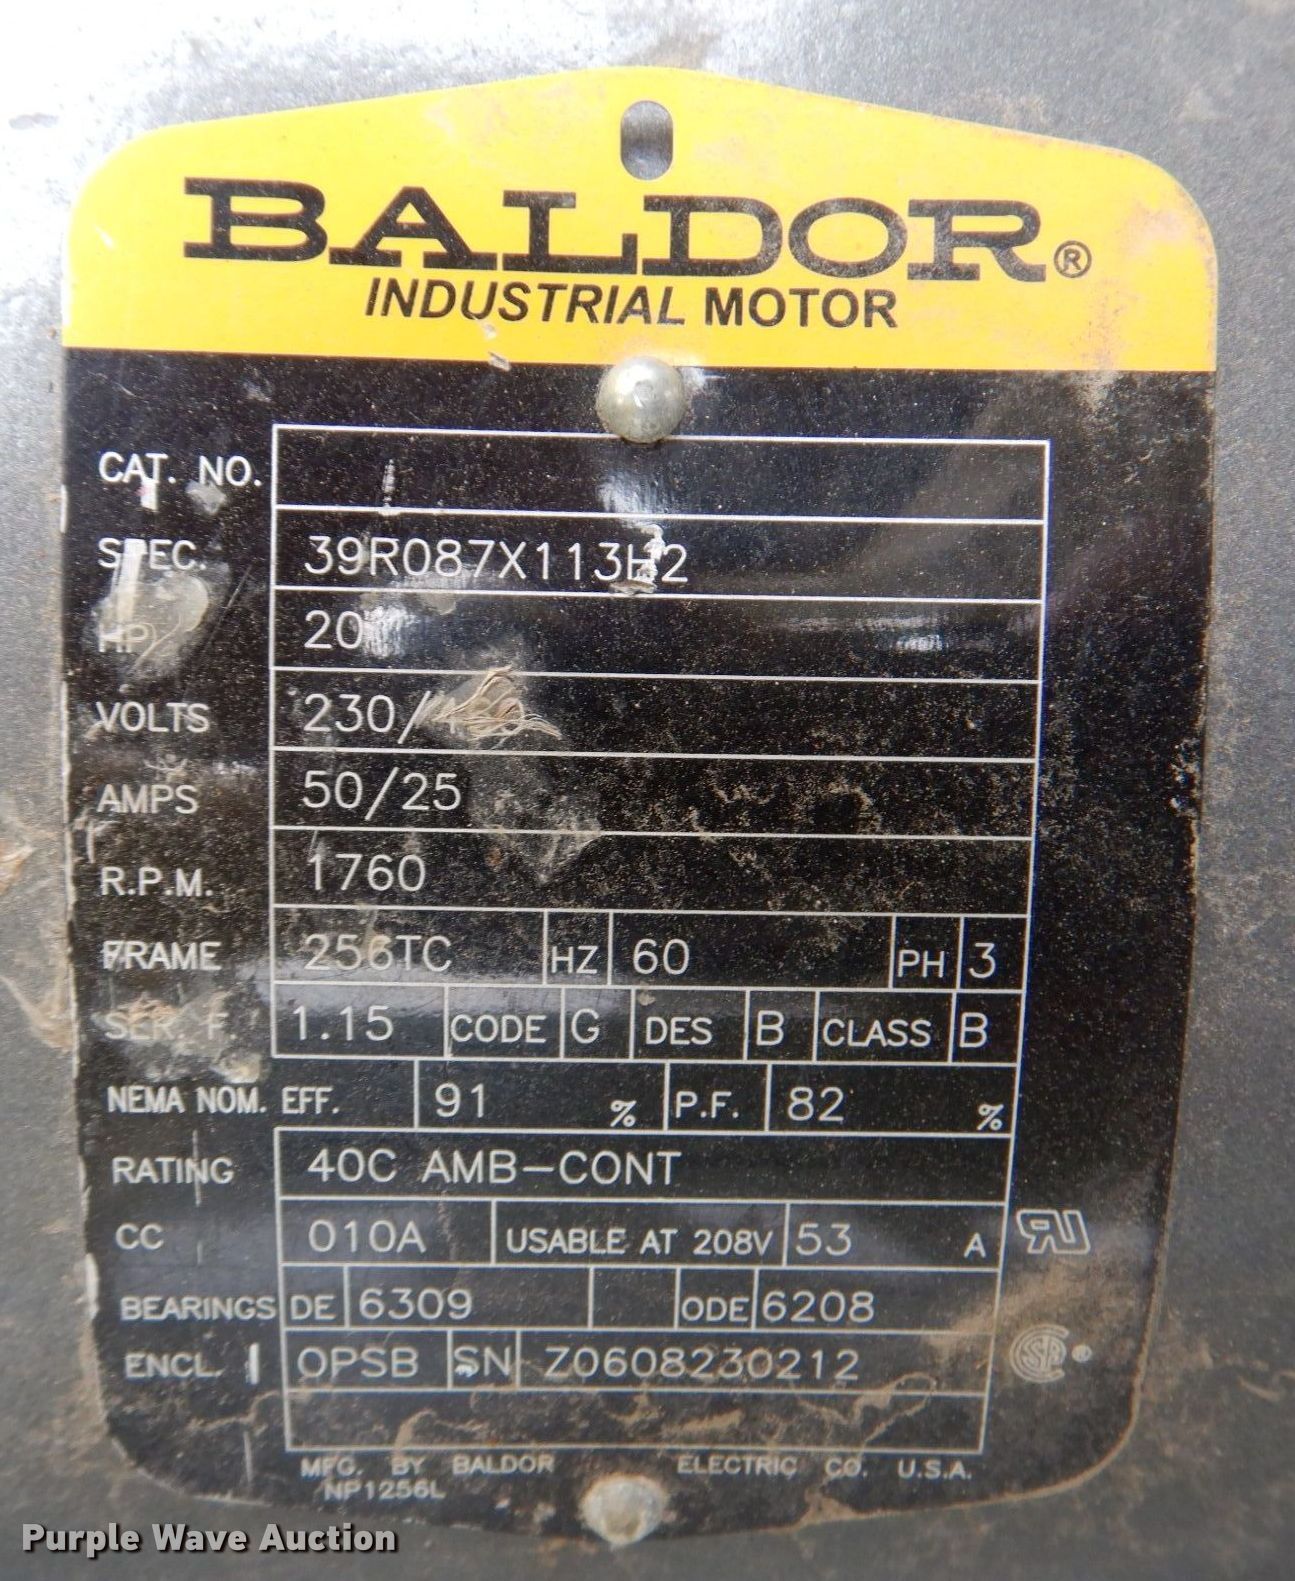 BALDOR®
INDUSTRIAL MOTOR
CAT. NO.
SPEC. 39R087X113H2
HP 20
VOLTS 230/
AMPS 50/25
R.P.M. 1760
FRAME 256TC HZ 60 PH 3
SER. F. 1.15 CODE G DES B CLASS B
NEMA NOM. EFF. 91 % P.F. 82 %
RATING 40C AMB-CONT
CC 010A USABLE AT 208V 53 A
BEARINGS DE 6309 ODE 6208
ENCL. OPSB SN Z0608230212
MFG. BY BALDOR ELECTRIC CO. U.S.A.
NP1256L
Purple Wave Auction